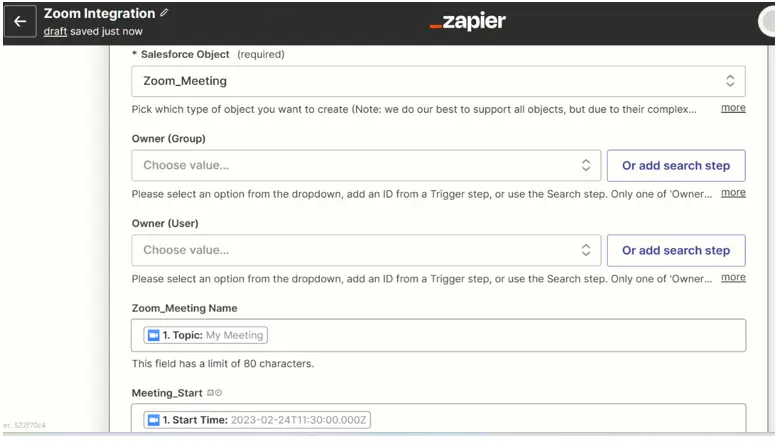 Zoom Integration
draft saved just now
_zapier
* Salesforce Object (required)
Zoom_Meeting
Pick which type of object you want to create (Note: we do our best to support all objects, but due to their complex... more
Owner (Group)
Choose value... Or add search step
Please select an option from the dropdown, add an ID from a Trigger step, or use the Search step. Only one of 'Owner... more
Owner (User)
Choose value... Or add search step
Please select an option from the dropdown, add an ID from a Trigger step, or use the Search step. Only one of 'Owner... more
Zoom_Meeting Name
1. Topic: My Meeting
This field has a limit of 80 characters.
Meeting_Start
1. Start Time: 2023-02-24T11:30:00.000Z
er. 522f70c4